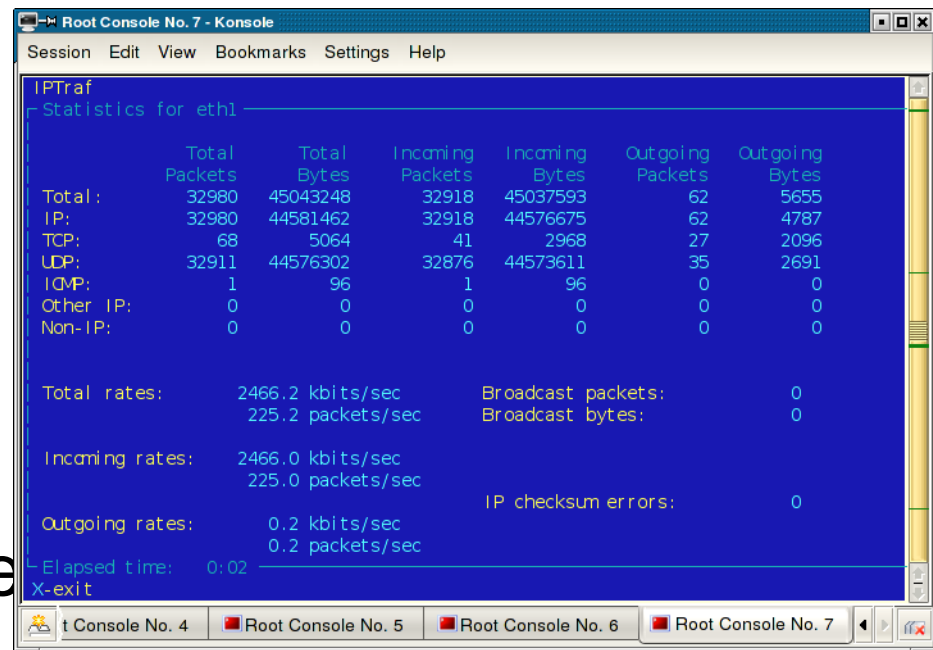 Root Console No. 7 - Konsole
Session Edit View Bookmarks Settings Help
IPTraf
Statistics for eth1
Total Total Incoming Incoming Outgoing Outgoing
Packets Bytes Packets Bytes Packets Bytes
Total: 32980 45043248 32918 45037593 62 5655
IP: 32980 44581462 32918 44576675 62 4787
TCP: 68 5064 41 2968 27 2096
UDP: 32911 44576302 32876 44573611 35 2691
ICMP: 1 96 1 96 0 0
Other IP: 0 0 0 0 0 0
Non-IP: 0 0 0 0 0 0
Total rates: 2466.2 kbits/sec Broadcast packets: 0
225.2 packets/sec Broadcast bytes: 0
Incoming rates: 2466.0 kbits/sec
225.0 packets/sec
IP checksum errors: 0
Outgoing rates: 0.2 kbits/sec
0.2 packets/sec
Elapsed time: 0:02
X-exit
t Console No. 4 Root Console No. 5 Root Console No. 6 Root Console No. 7